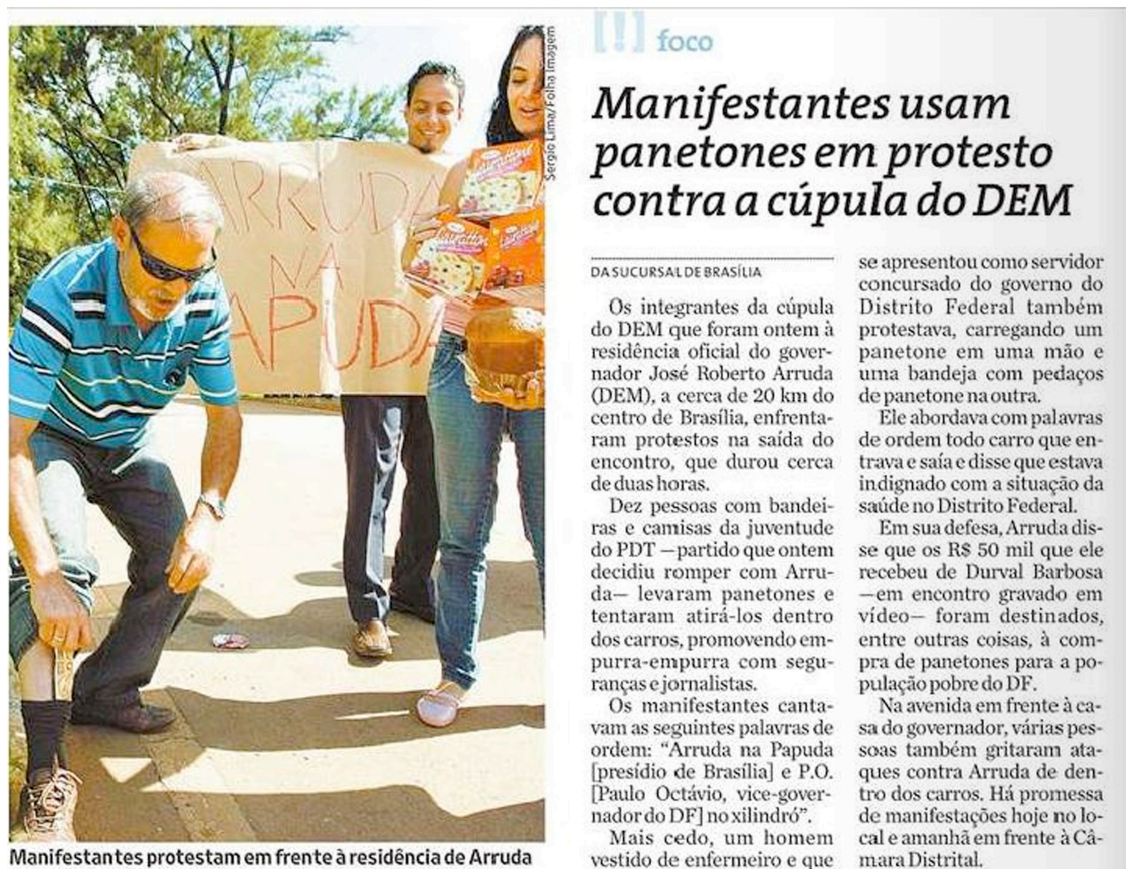 [!] foco
Manifestantes usam
panetones em protesto
contra a cúpula do DEM
DA SUCURSAL DE BRASÍLIA
Os integrantes da cúpula
do DEM que foram ontem à
residência oficial do gover-
nador José Roberto Arruda
(DEM), a cerca de 20 km do
centro de Brasília, enfrenta-
ram protestos na saída do
encontro, que durou cerca
de duas horas.
Dez pessoas com bandei-
ras e camisas da juventude
do PDT —partido que ontem
decidiu romper com Arru-
da— levaram panetones e
tentaram atirá-los dentro
dos carros, promovendo em-
purra-empurra com segu-
ranças e jornalistas.
Os manifestantes canta-
vam as seguintes palavras de
ordem: “Arruda na Papuda
[presídio de Brasília] e P.O.
[Paulo Octávio, vice-gover-
nador do DF] no xilindró”.
Mais cedo, um homem
vestido de enfermeiro e que
se apresentou como servidor
concursado do governo do
Distrito Federal também
protestava, carregando um
panetone em uma mão e
uma bandeja com pedaços
de panetone na outra.
Ele abordava com palavras
de ordem todo carro que en-
trava e saía e disse que estava
indignado com a situação da
saúde no Distrito Federal.
Em sua defesa, Arruda dis-
se que os R$ 50 mil que ele
recebeu de Durval Barbosa
—em encontro gravado em
vídeo— foram destinados,
entre outras coisas, à com-
pra de panetones para a po-
pulação pobre do DF.
Na avenida em frente à ca-
sa do governador, várias pes-
soas também gritaram ata-
ques contra Arruda de den-
tro dos carros. Há promessa
de manifestações hoje no lo-
cal e amanhã em frente à Câ-
mara Distrital.
Sergio Lima/Folha Imagem
ARRUDA
NA
APUDA
Manifestantes protestam em frente à residência de Arruda